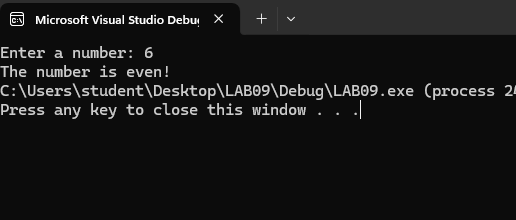 Microsoft Visual Studio Debug
Enter a number: 6
The number is even!
C:\Users\student\Desktop\LAB09\Debug\LAB09.exe (process
Press any key to close this window . . .